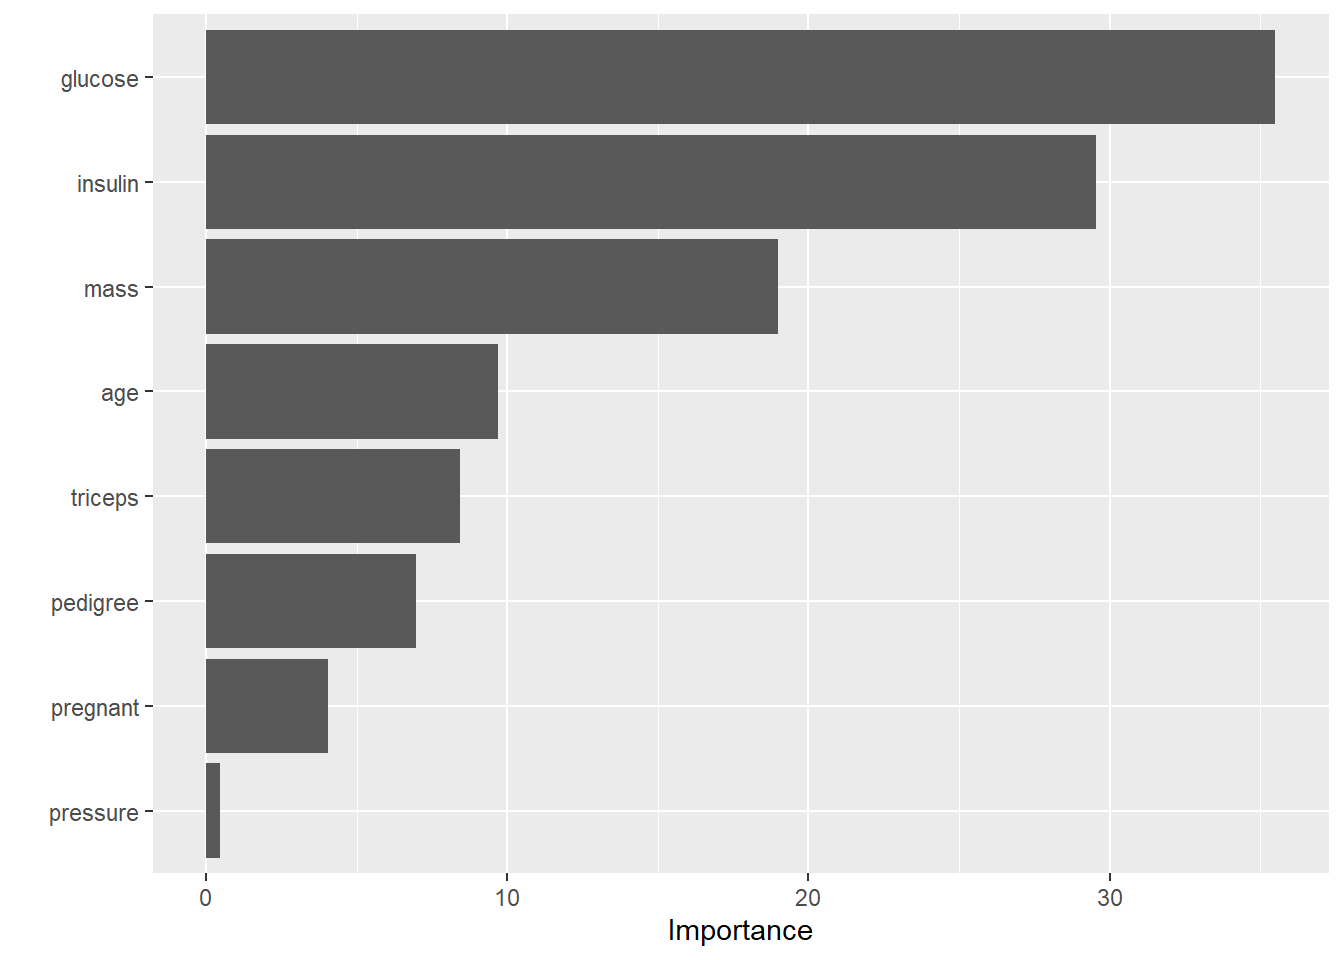 glucose
insulin
mass
age
triceps
pedigree
pregnant
pressure
0 10 20 30
Importance